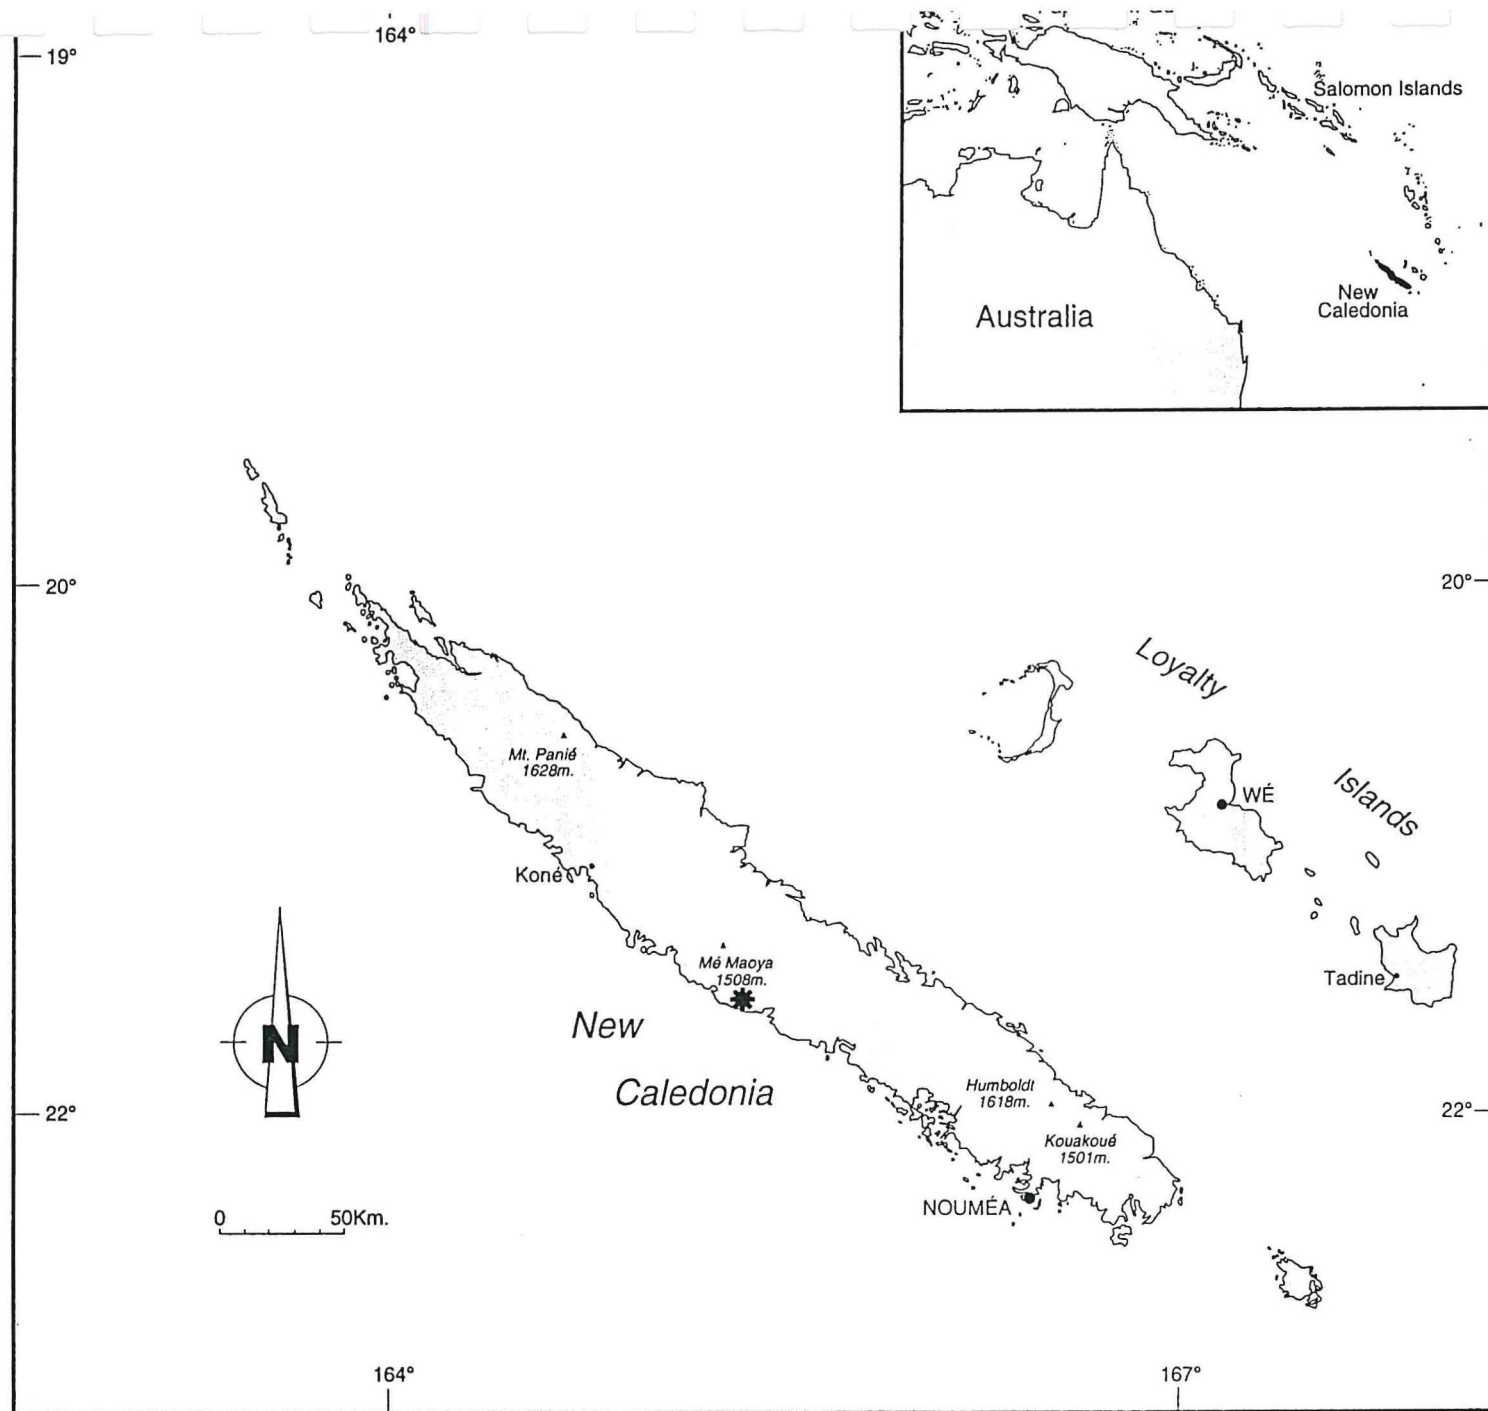 164°
19°
Salomon Islands
New
Caledonia
Australia
20°
20°
Loyalty
Islands
Mt. Panié
1628m.
WÉ
Koné
Mé Maoya
1508m.
Tadine
New
Caledonia
N
Humboldt
1618m.
22°
22°
Kouakoué
1501m.
NOUMÉA
0 50Km.
164°
167°